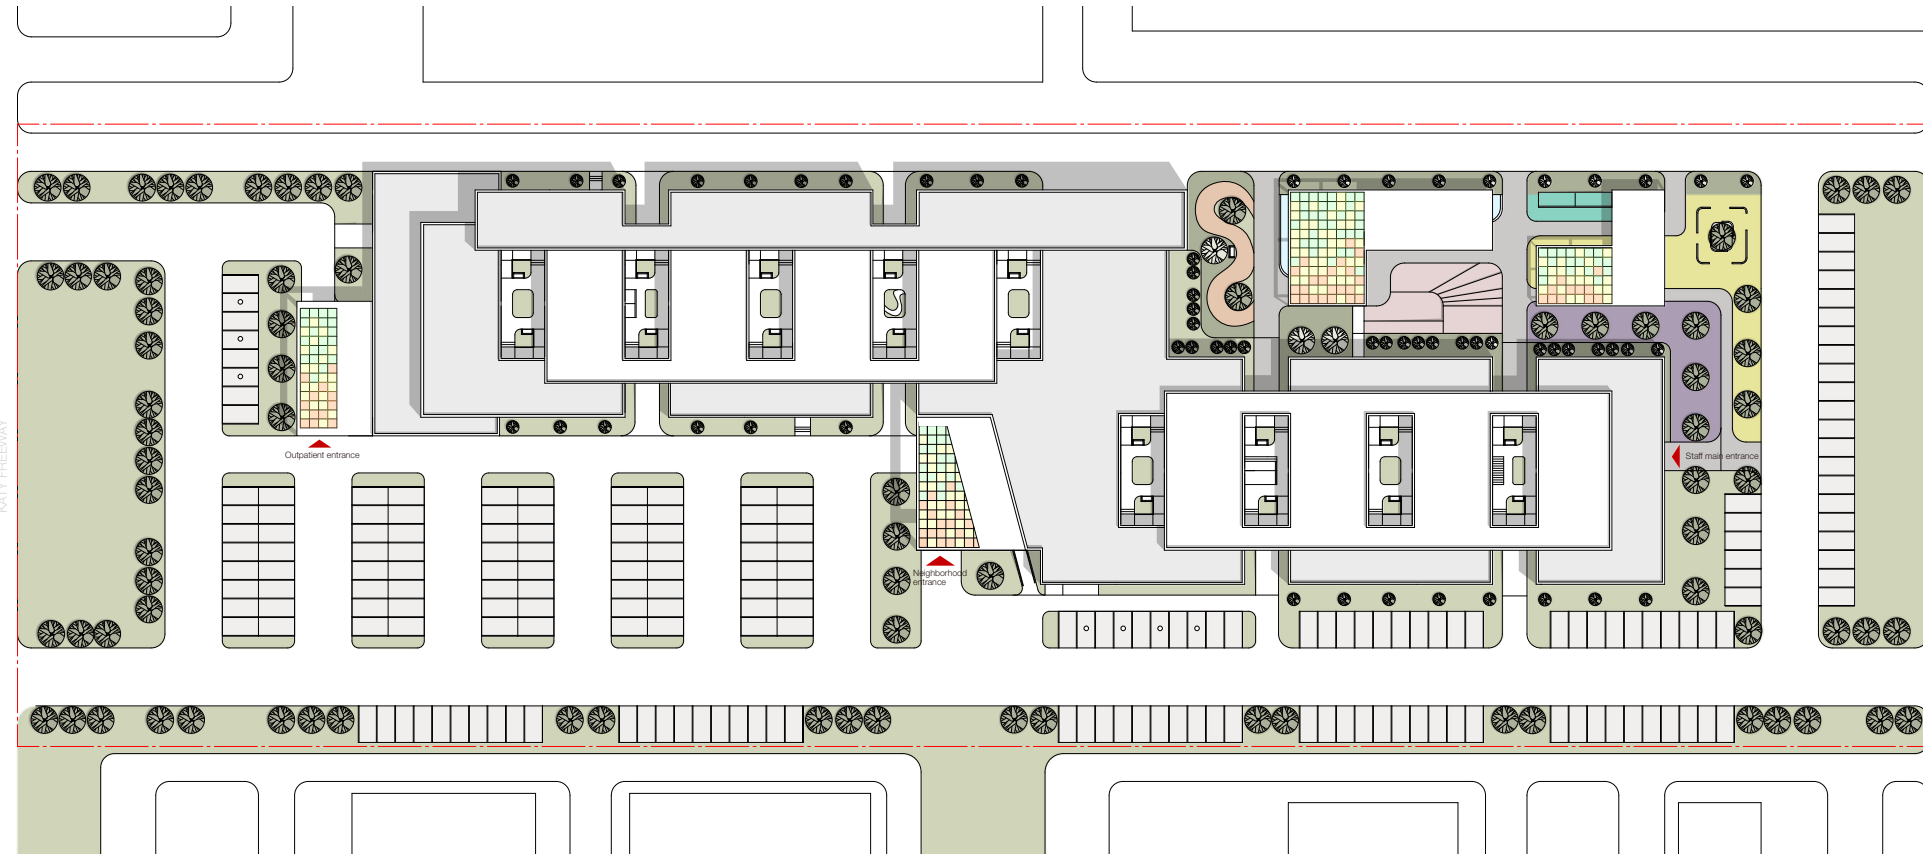 KATY FREEWAY
Outpatient entrance
Neighborhood
entrance
Staff main entrance